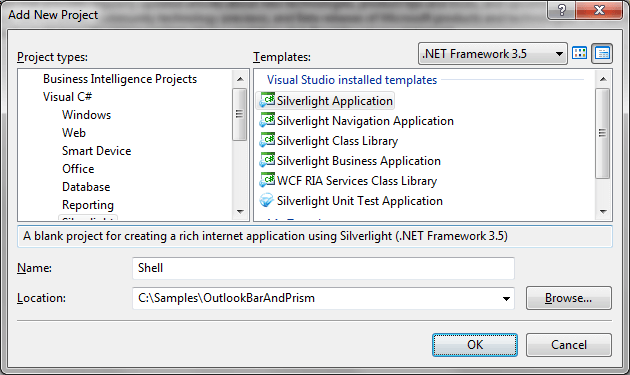 Add New Project
Project types:
Templates:
.NET Framework 3.5
Business Intelligence Projects
Visual C#
Windows
Web
Smart Device
Office
Database
Reporting
Silverlight
Visual Studio installed templates
Silverlight Application
Silverlight Navigation Application
Silverlight Class Library
Silverlight Business Application
WCF RIA Services Class Library
Silverlight Unit Test Application
A blank project for creating a rich internet application using Silverlight (.NET Framework 3.5)
Name:
Shell
Location:
C:\Samples\OutlookBarAndPrism
Browse...
OK
Cancel